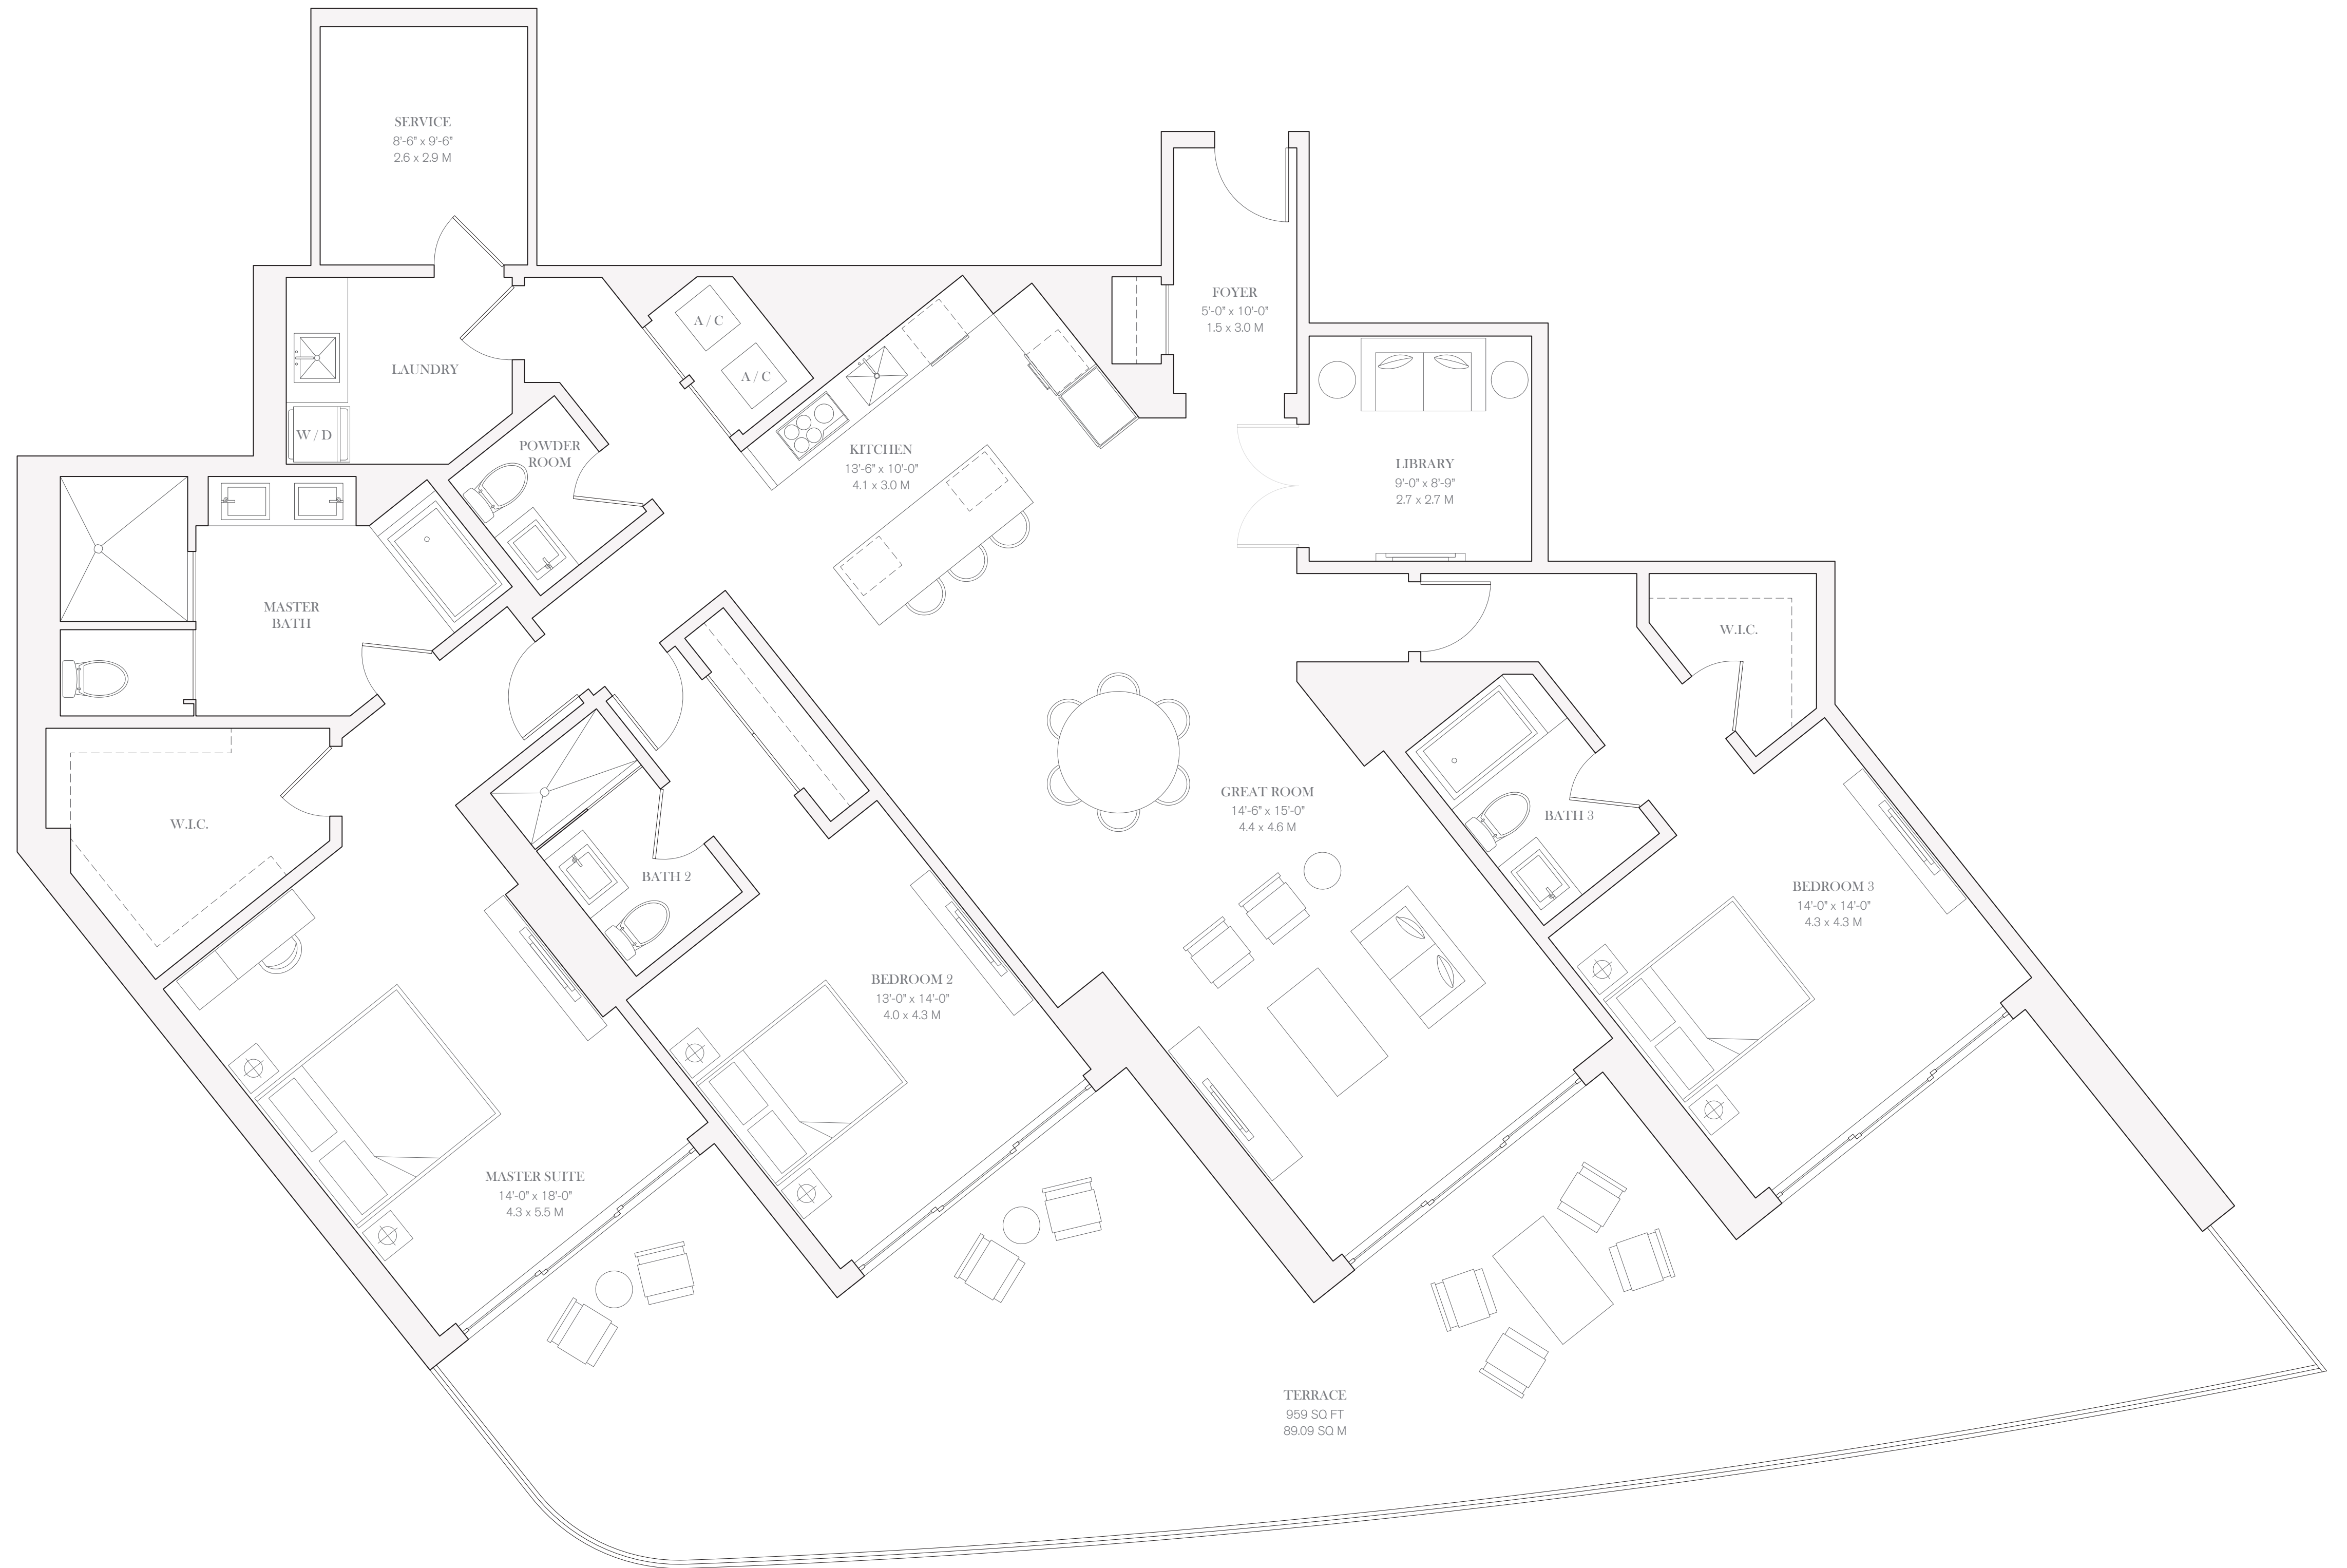 SERVICE
8'-6" x 9'-6"
2.6 x 2.9 M
FOYER
5'-0" x 10'-0"
1.5 x 3.0 M
A / C
A / C
LAUNDRY
W / D
POWDER
ROOM
KITCHEN
13'-6" x 10'-0"
4.1 x 3.0 M
LIBRARY
9'-0" x 8'-9"
2.7 x 2.7 M
MASTER
BATH
W.I.C.
W.I.C.
GREAT ROOM
14'-6" x 15'-0"
4.4 x 4.6 M
BATH 3
BATH 2
BEDROOM 3
14'-0" x 14'-0"
4.3 x 4.3 M
BEDROOM 2
13'-0" x 14'-0"
4.0 x 4.3 M
MASTER SUITE
14'-0" x 18'-0"
4.3 x 5.5 M
TERRACE
959 SQ FT
89.09 SQ M